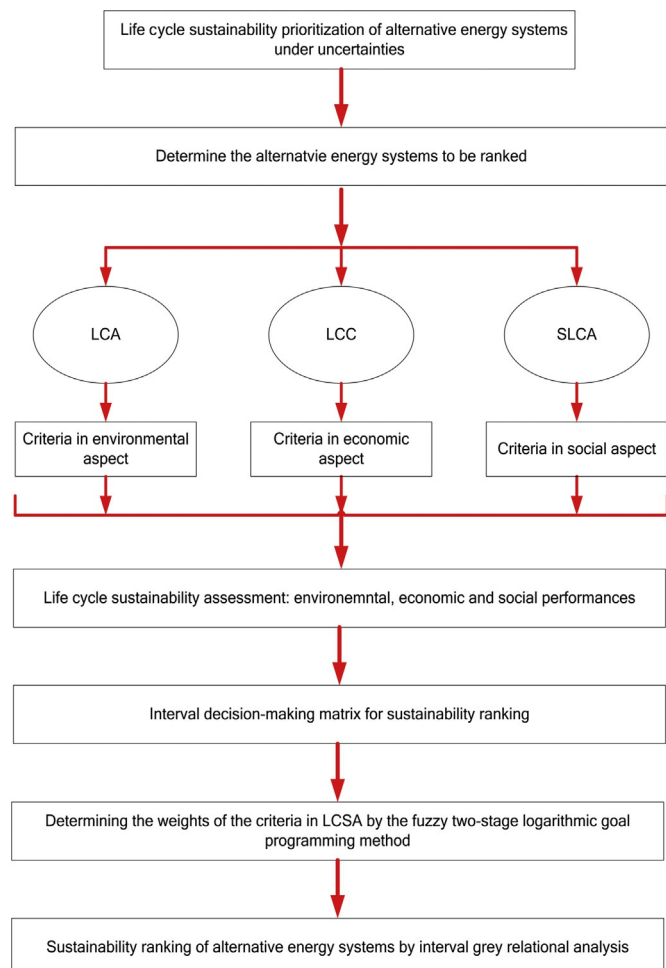 Life cycle sustainability prioritization of alternative energy systems
under uncertainties
Determine the alternatvie energy systems to be ranked
LCA
LCC
SLCA
Criteria in environmental
aspect
Criteria in economic
aspect
Criteria in social aspect
Life cycle sustainability assessment: environemntal, economic and social performances
Interval decision-making matrix for sustainability ranking
Determining the weights of the criteria in LCSA by the fuzzy two-stage logarithmic goal
programming method
Sustainability ranking of alternative energy systems by interval grey relational analysis